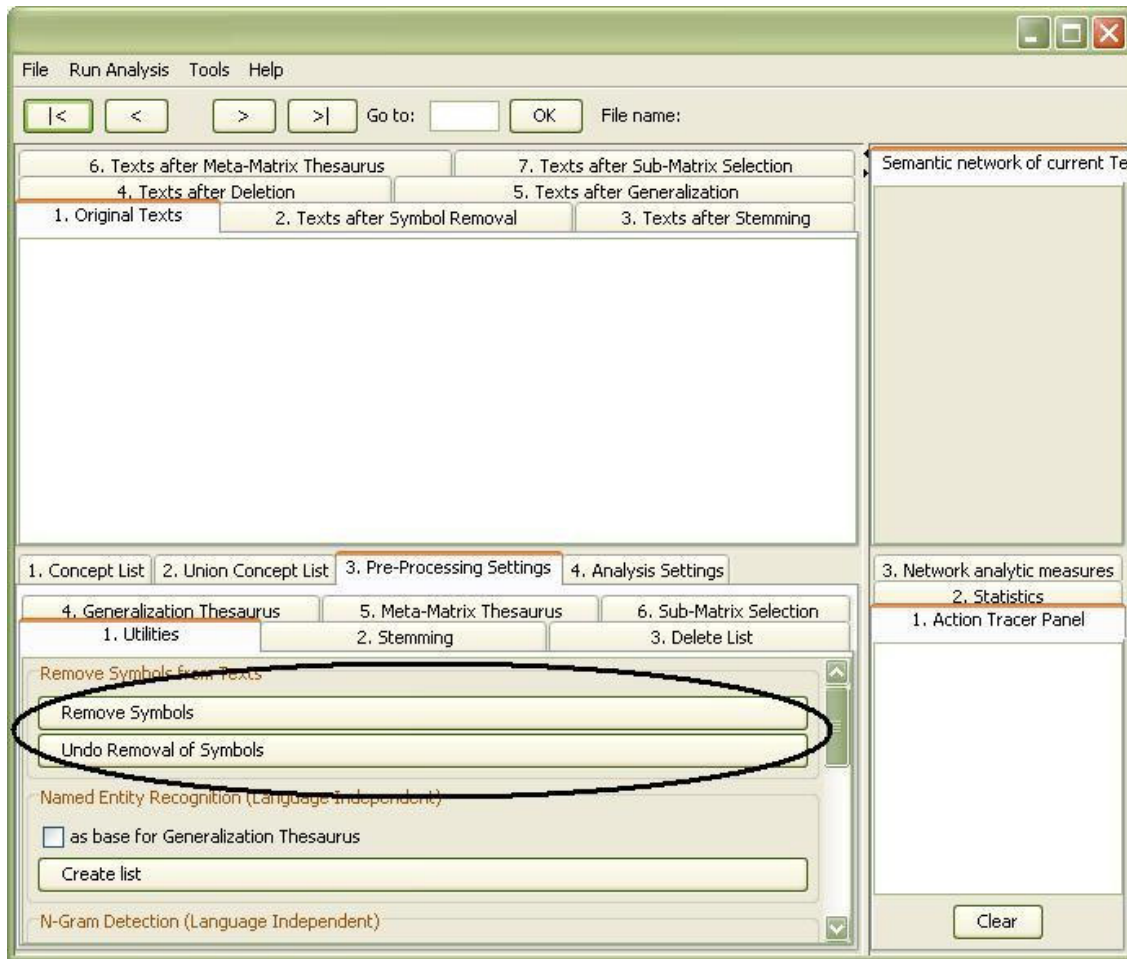 File Run Analysis Tools Help
|< < > >| Go to: OK File name:
6. Texts after Meta-Matrix Thesaurus 7. Texts after Sub-Matrix Selection
4. Texts after Deletion 5. Texts after Generalization
1. Original Texts 2. Texts after Symbol Removal 3. Texts after Stemming
Semantic network of current Te
1. Concept List 2. Union Concept List 3. Pre-Processing Settings 4. Analysis Settings
4. Generalization Thesaurus 5. Meta-Matrix Thesaurus 6. Sub-Matrix Selection
1. Utilities 2. Stemming 3. Delete List
Remove Symbols from Texts
Remove Symbols
Undo Removal of Symbols
Named Entity Recognition (Language Independent)
as base for Generalization Thesaurus
Create list
N-Gram Detection (Language Independent)
3. Network analytic measures
2. Statistics
1. Action Tracer Panel
Clear